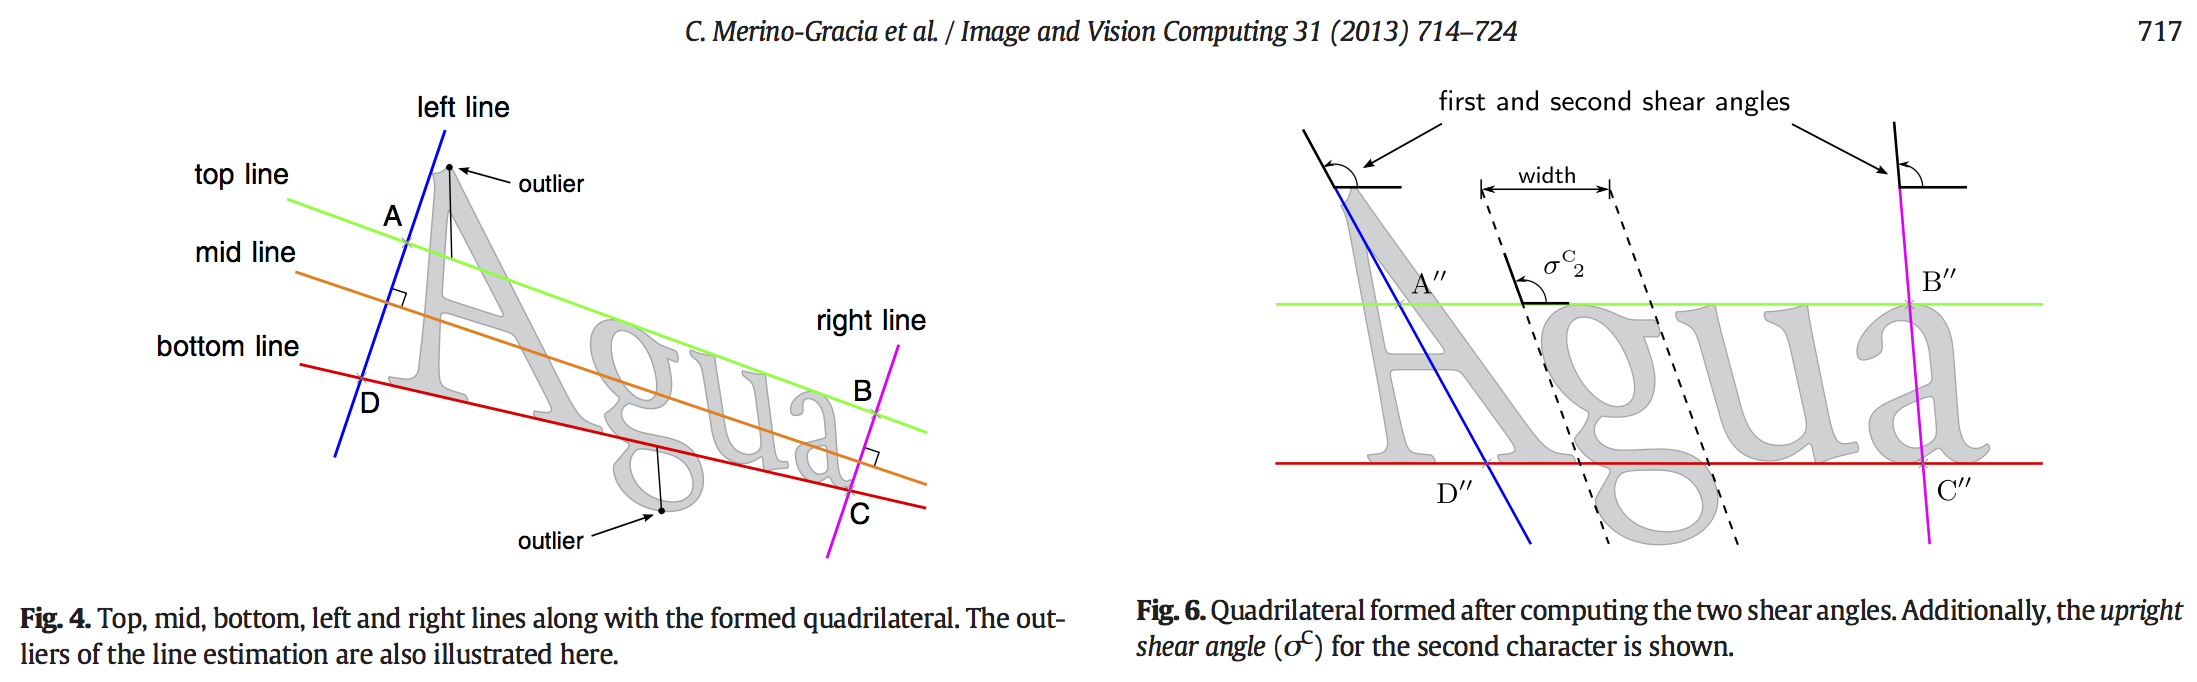 C. Merino-Gracia et al. / Image and Vision Computing 31 (2013) 714–724
717
left line
top line
outlier
A
mid line
bottom line
D
right line
B
C
outlier
Agua
Fig. 4. Top, mid, bottom, left and right lines along with the formed quadrilateral. The out-
liers of the line estimation are also illustrated here.
first and second shear angles
width
σᶜ₂
A″
B″
D″
C″
Agua
Fig. 6. Quadrilateral formed after computing the two shear angles. Additionally, the upright
shear angle (σᶜ) for the second character is shown.